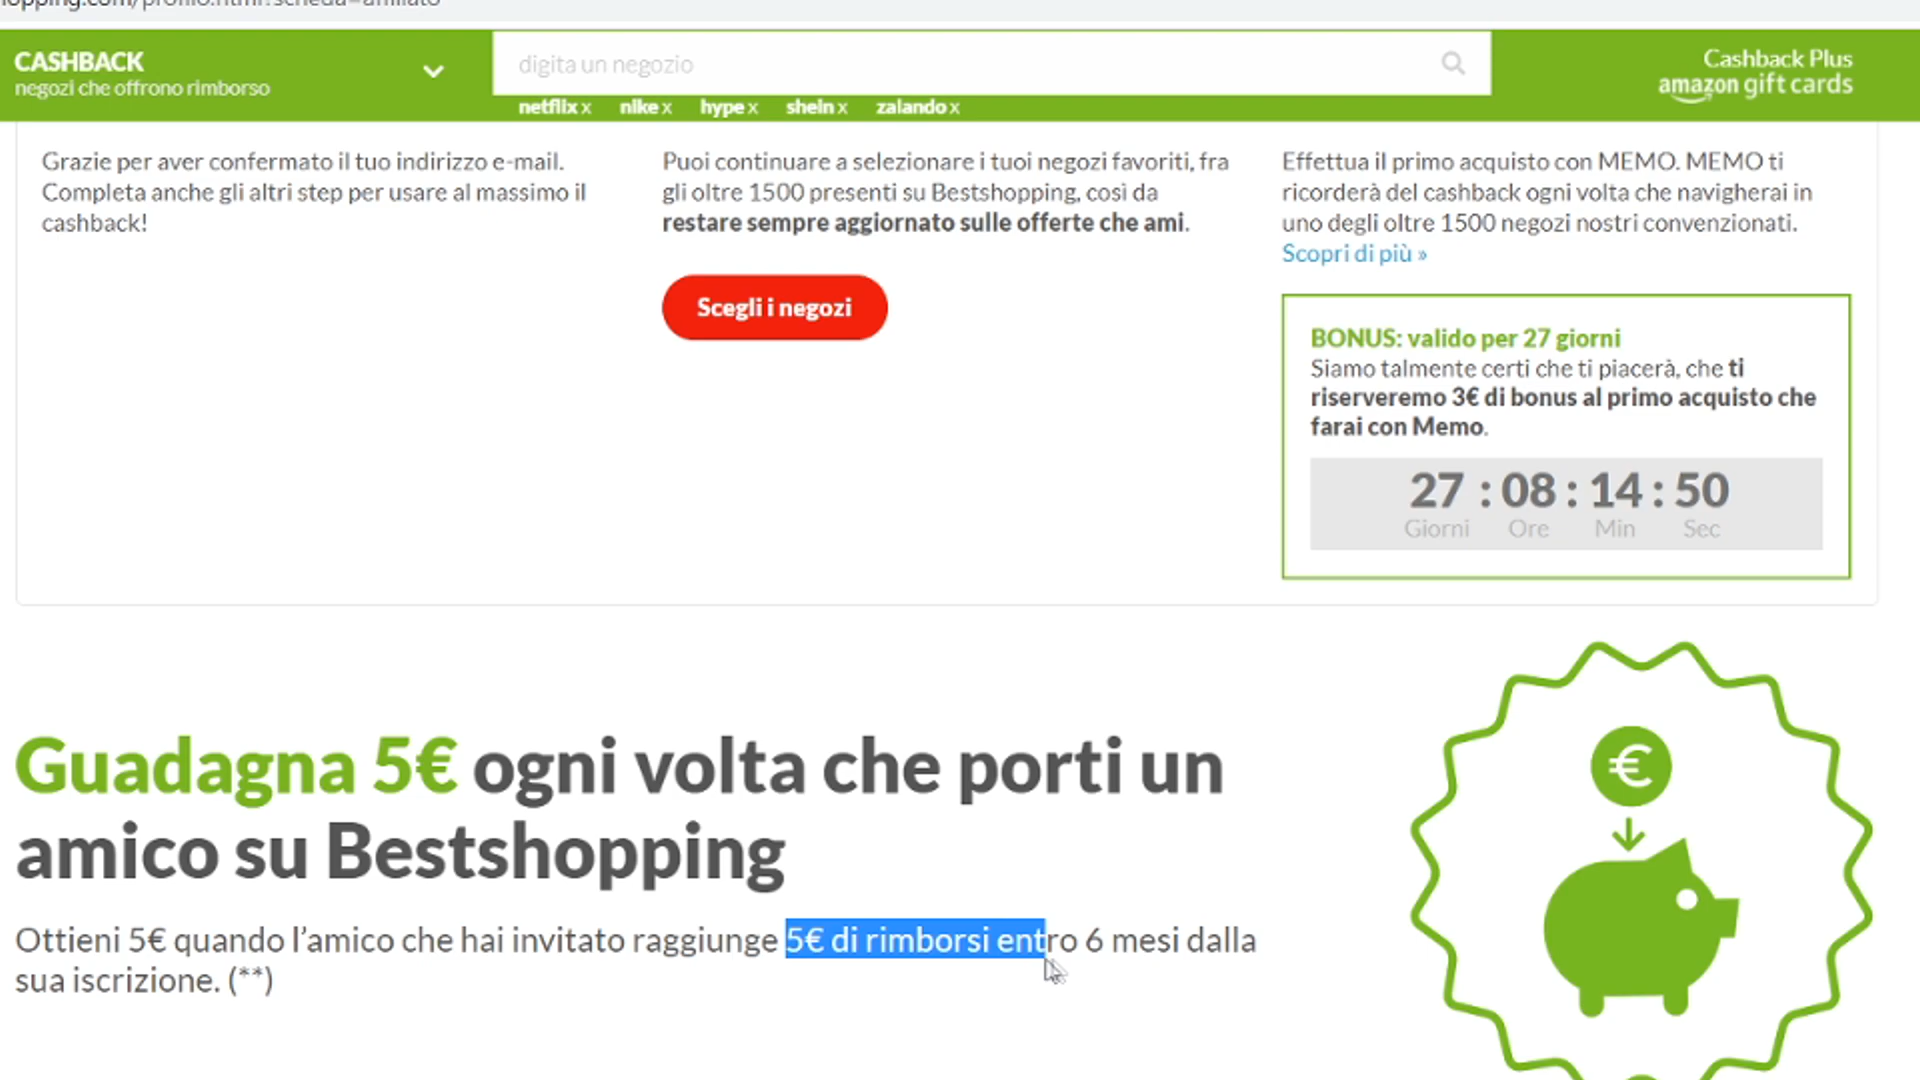 CASHBACK
negozi che offrono rimborso
digita un negozio
netflix x nike x hype x shein x zalando x
Cashback Plus
amazon gift cards
Grazie per aver confermato il tuo indirizzo e-mail.
Completa anche gli altri step per usare al massimo il
cashback!
Puoi continuare a selezionare i tuoi negozi favoriti, fra
gli oltre 1500 presenti su Bestshopping, così da
restare sempre aggiornato sulle offerte che ami.
Scegli i negozi
Effettua il primo acquisto con MEMO. MEMO ti
ricorderà del cashback ogni volta che navigherai in
uno degli oltre 1500 negozi nostri convenzionati.
Scopri di più »
BONUS: valido per 27 giorni
Siamo talmente certi che ti piacerà, che ti
riserveremo 3€ di bonus al primo acquisto che
farai con Memo.
27 : 08 : 14 : 50
Giorni Ore Min Sec
Guadagna 5€ ogni volta che porti un
amico su Bestshopping
Ottieni 5€ quando l'amico che hai invitato raggiunge 5€ di rimborsi entro 6 mesi dalla
sua iscrizione. (**)
€